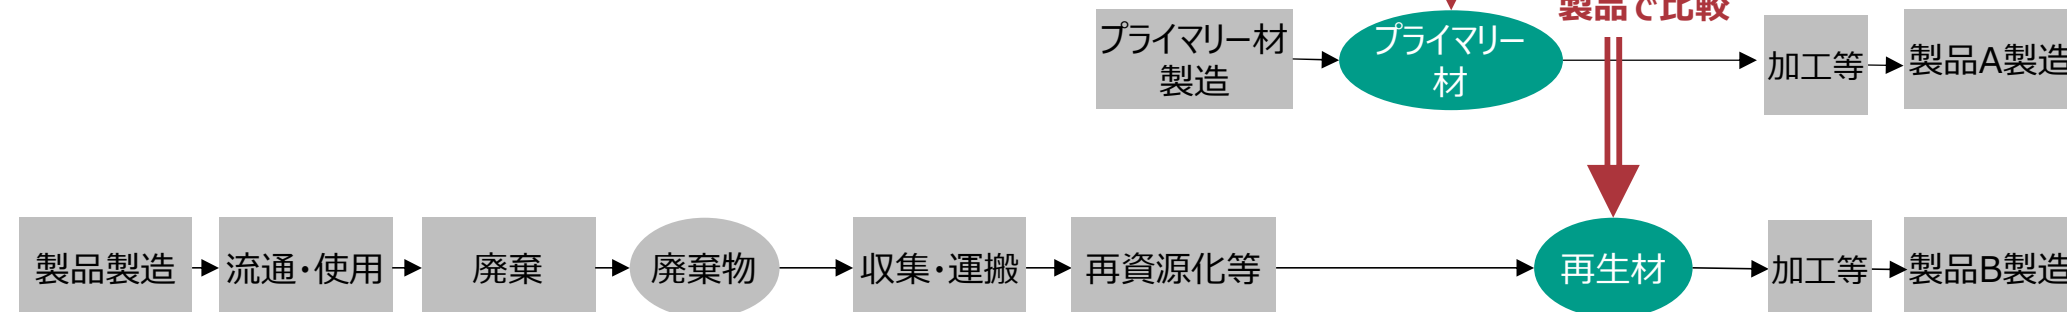 製品で比較
プライマリー材
製造
プライマリー
材
加工等
製品A製造
製品製造
流通・使用
廃棄
廃棄物
収集・運搬
再資源化等
再生材
加工等
製品B製造